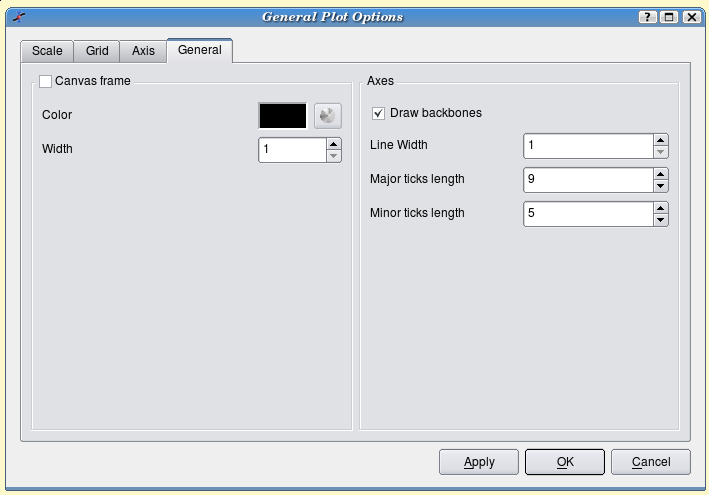 General Plot Options
?
Scale Grid Axis General
Canvas frame
Color
Width 1
Axes
Draw backbones
Line Width 1
Major ticks length 9
Minor ticks length 5
Apply OK Cancel